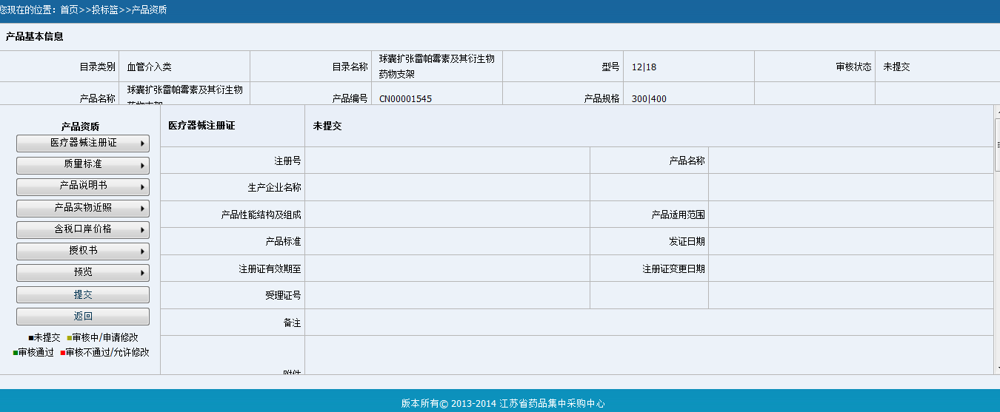 您现在的位置：首页>>投标篮>>产品资质
产品基本信息
目录类别 血管介入类 目录名称 球囊扩张雷帕霉素及其衍生物药物支架 型号 12|18 审核状态 未提交
产品名称 球囊扩张雷帕霉素及其衍生物药物支架 产品编号 CN00001545 产品规格 300|400
产品资质
医疗器械注册证
质量标准
产品说明书
产品实物近照
含税口岸价格
授权书
预览
提交
返回
■未提交 ■审核中/申请修改
■审核通过 ■审核不通过/允许修改
医疗器械注册证 未提交
注册号 产品名称
生产企业名称
产品性能结构及组成 产品适用范围
产品标准 发证日期
注册证有效期至 注册证变更日期
受理证号
备注
附件
版本所有© 2013-2014 江苏省药品集中采购中心